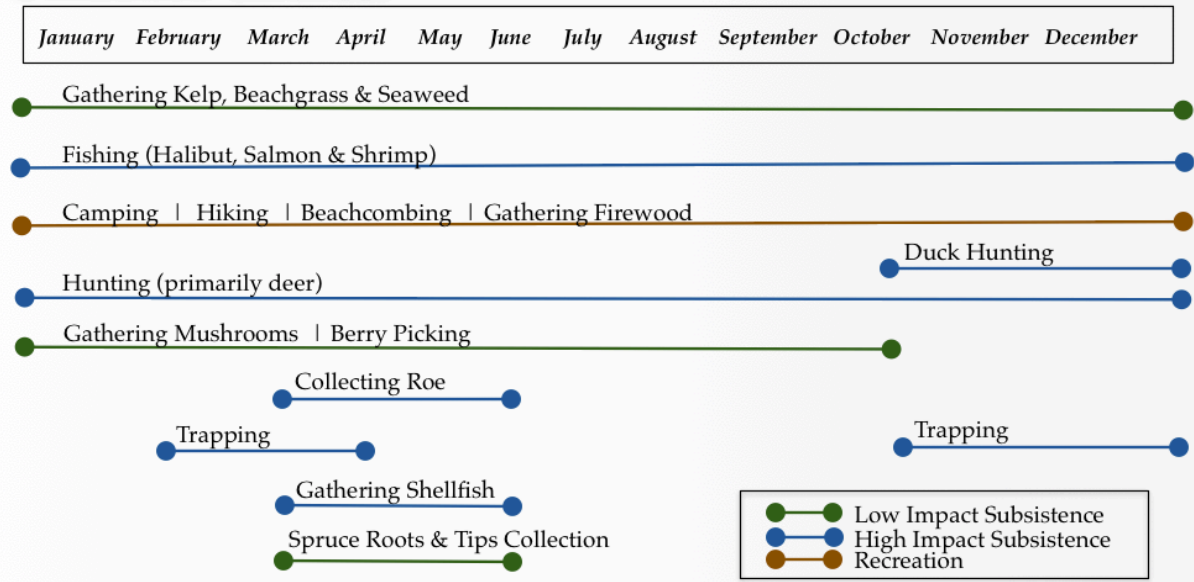 January February March April May June July August September October November December
Gathering Kelp, Beachgrass & Seaweed
Fishing (Halibut, Salmon & Shrimp)
Camping | Hiking | Beachcombing | Gathering Firewood
Duck Hunting
Hunting (primarily deer)
Gathering Mushrooms | Berry Picking
Collecting Roe
Trapping
Trapping
Gathering Shellfish
Spruce Roots & Tips Collection
Low Impact Subsistence
High Impact Subsistence
Recreation